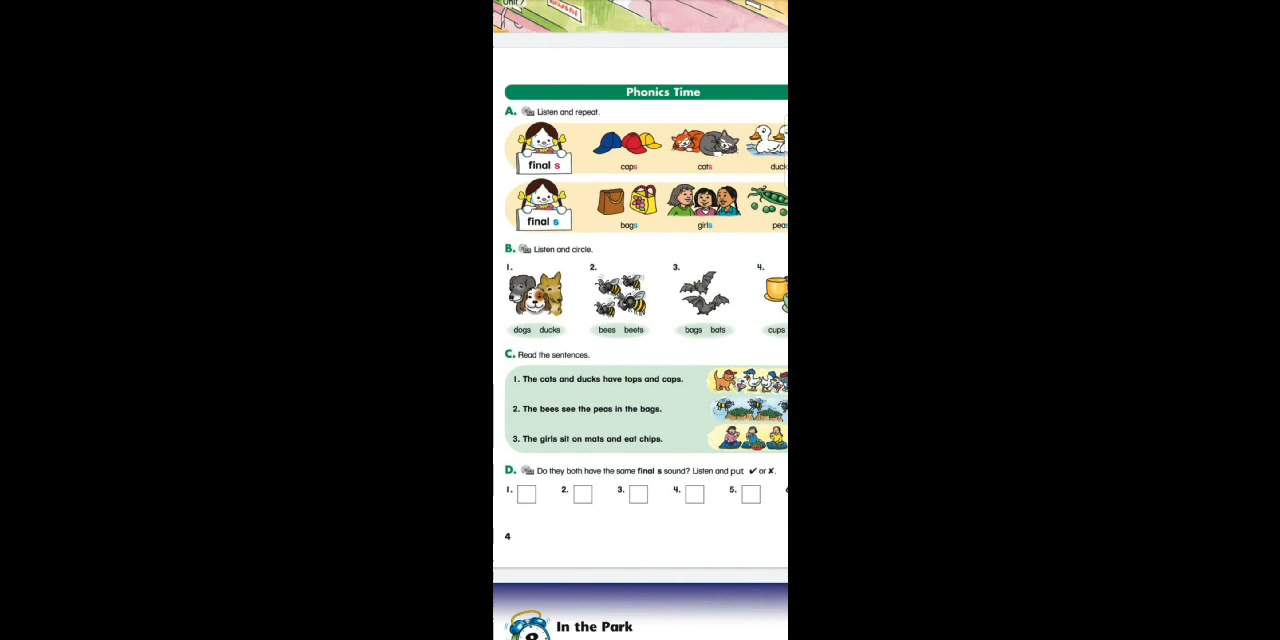 Unit 7
Phonics Time
A. Listen and repeat.
final s
caps cats duck
final s
bags girls peas
B. Listen and circle.
1. 2. 3. 4.
dogs ducks bees beets bags bats cups
C. Read the sentences.
1. The cats and ducks have tops and caps.
2. The bees see the peas in the bags.
3. The girls sit on mats and eat chips.
D. Do they both have the same final s sound? Listen and put ✔ or ✘.
1. 2. 3. 4. 5.
4
In the Park